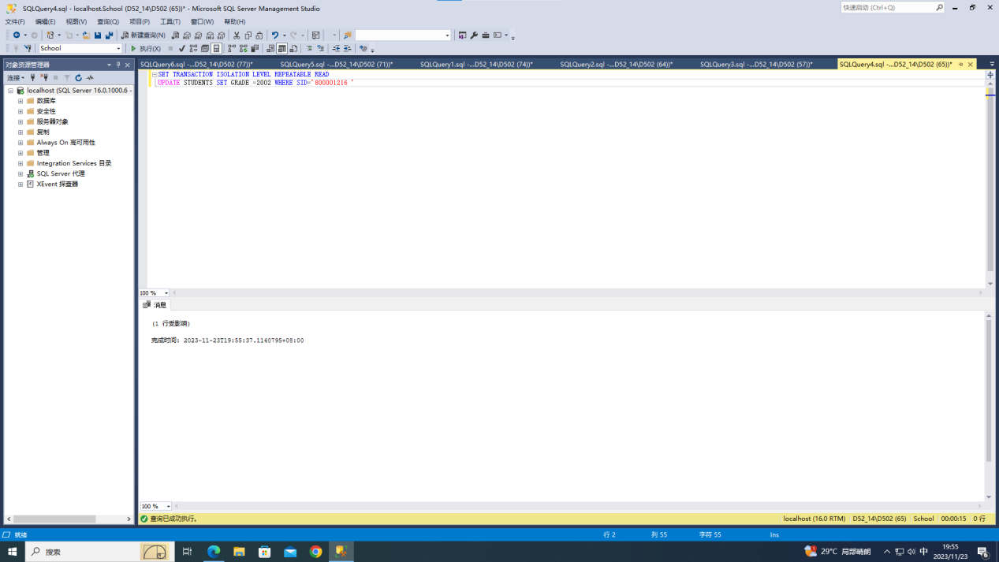 SQLQuery4.sql - localhost.School (D52_14\D502 (65))* - Microsoft SQL Server Management Studio
快速启动 (Ctrl+Q)
文件(F) 编辑(E) 视图(V) 查询(Q) 项目(P) 工具(T) 窗口(W) 帮助(H)
新建查询(N)
School 执行(X)
对象资源管理器
SQLQuery6.sql -...D52_14\D502 (77))* SQLQuery5.sql -...D52_14\D502 (71))* SQLQuery1.sql -...D52_14\D502 (74))* SQLQuery2.sql -...D52_14\D502 (64))* SQLQuery3.sql -...D52_14\D502 (57))* SQLQuery4.sql -...D52_14\D502 (65))*
连接
localhost (SQL Server 16.0.1000.6 -
数据库
安全性
服务器对象
复制
Always On 高可用性
管理
Integration Services 目录
SQL Server 代理
XEvent 探查器
SET TRANSACTION ISOLATION LEVEL REPEATABLE READ
UPDATE STUDENTS SET GRADE =2002 WHERE SID='800001216 '
100 %
消息
(1 行受影响)
完成时间: 2023-11-23T19:55:37.1140795+08:00
100 %
查询已成功执行。 localhost (16.0 RTM) D52_14\D502 (65) School 00:00:15 0 行
就绪 行 2 列 55 字符 55 Ins
搜索
29°C 局部晴朗 中
19:55
2023/11/23
6